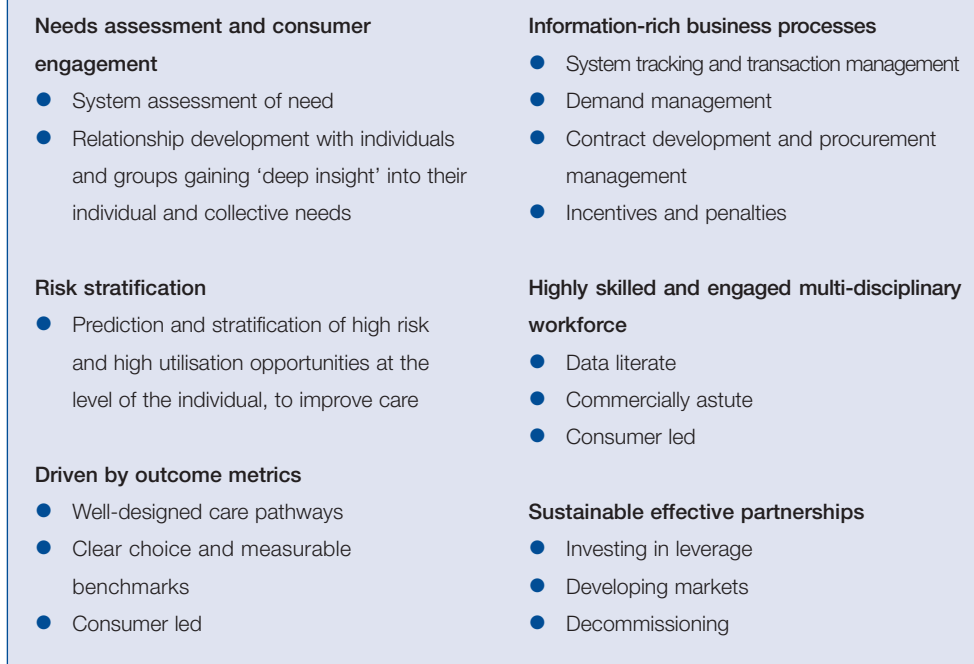 Needs assessment and consumer
engagement
● System assessment of need
● Relationship development with individuals
and groups gaining ‘deep insight’ into their
individual and collective needs
Risk stratification
● Prediction and stratification of high risk
and high utilisation opportunities at the
level of the individual, to improve care
Driven by outcome metrics
● Well-designed care pathways
● Clear choice and measurable
benchmarks
● Consumer led
Information-rich business processes
● System tracking and transaction management
● Demand management
● Contract development and procurement
management
● Incentives and penalties
Highly skilled and engaged multi-disciplinary
workforce
● Data literate
● Commercially astute
● Consumer led
Sustainable effective partnerships
● Investing in leverage
● Developing markets
● Decommissioning